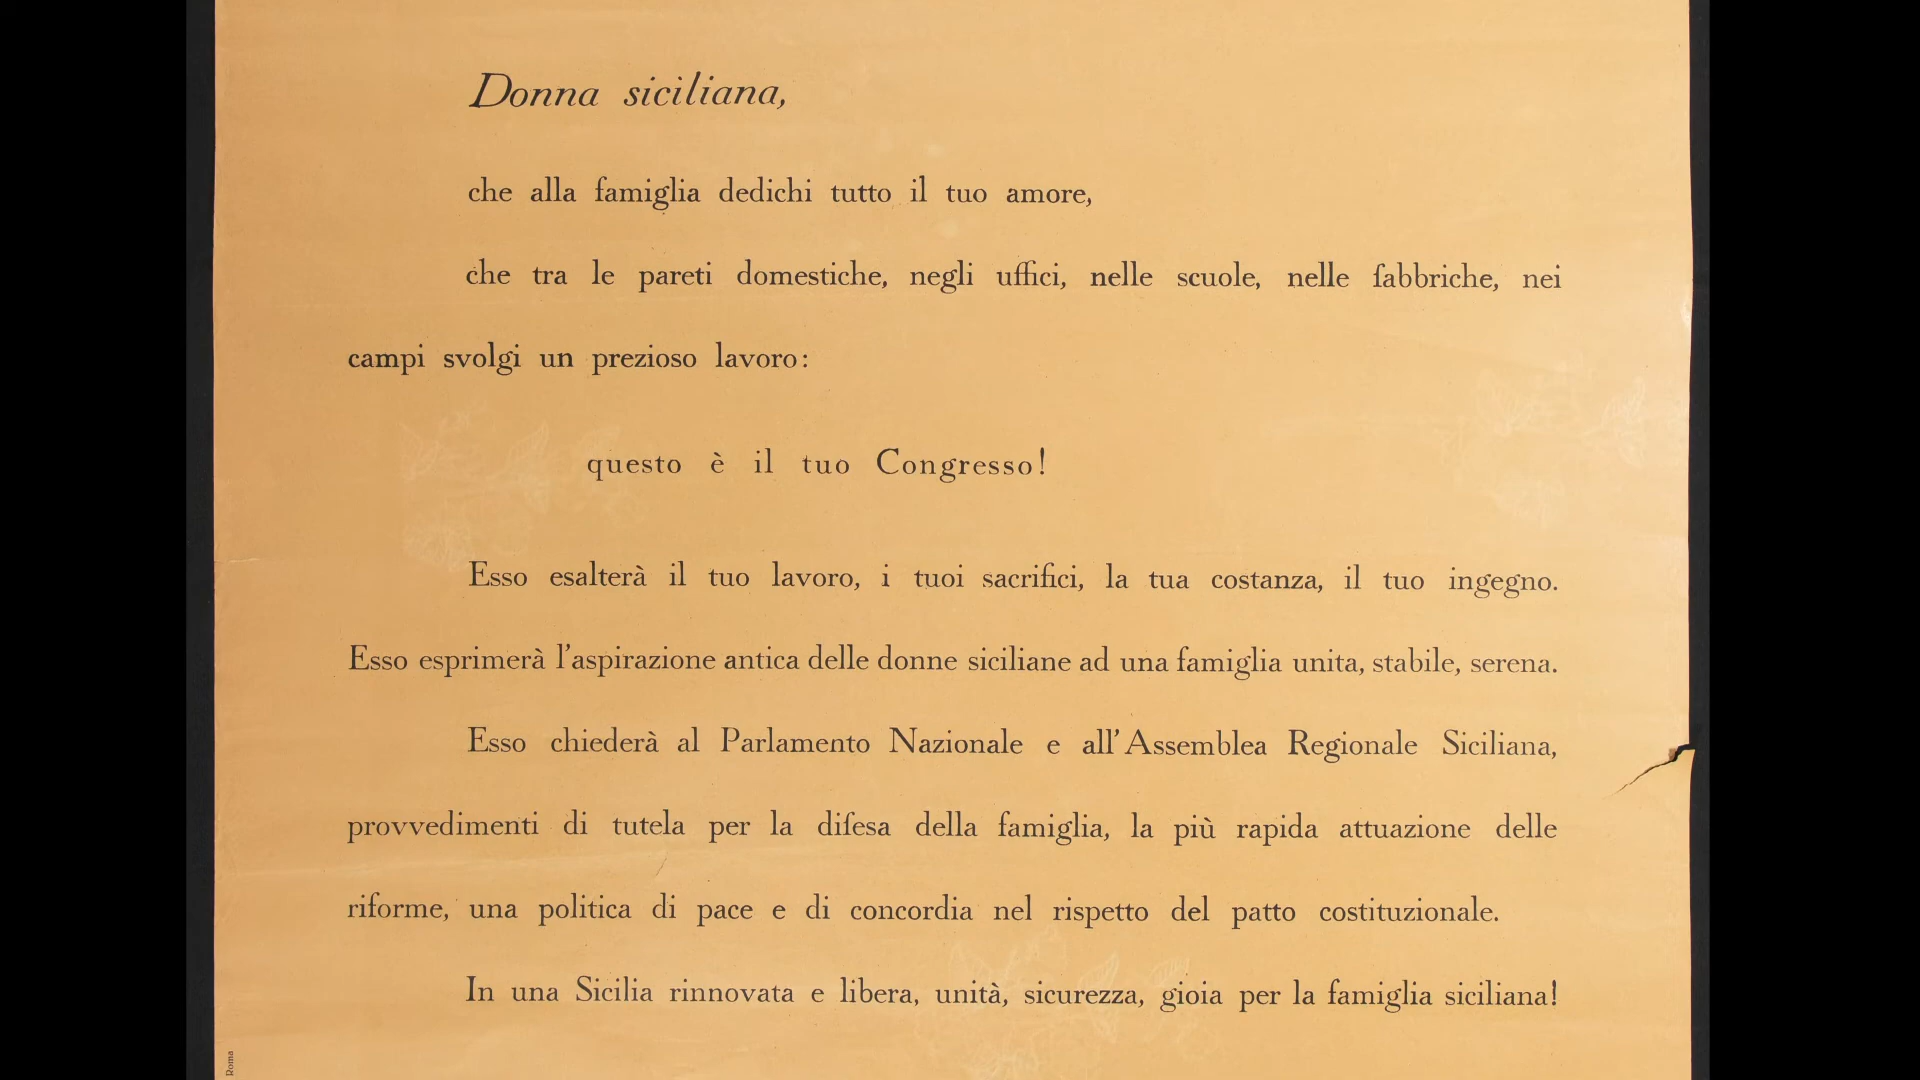 Donna siciliana,
che alla famiglia dedichi tutto il tuo amore,
che tra le pareti domestiche, negli uffici, nelle scuole, nelle fabbriche, nei
campi svolgi un prezioso lavoro:
questo è il tuo Congresso!
Esso esalterà il tuo lavoro, i tuoi sacrifici, la tua costanza, il tuo ingegno.
Esso esprimerà l'aspirazione antica delle donne siciliane ad una famiglia unita, stabile, serena.
Esso chiederà al Parlamento Nazionale e all'Assemblea Regionale Siciliana,
provvedimenti di tutela per la difesa della famiglia, la più rapida attuazione delle
riforme, una politica di pace e di concordia nel rispetto del patto costituzionale.
In una Sicilia rinnovata e libera, unità, sicurezza, gioia per la famiglia siciliana!
Roma